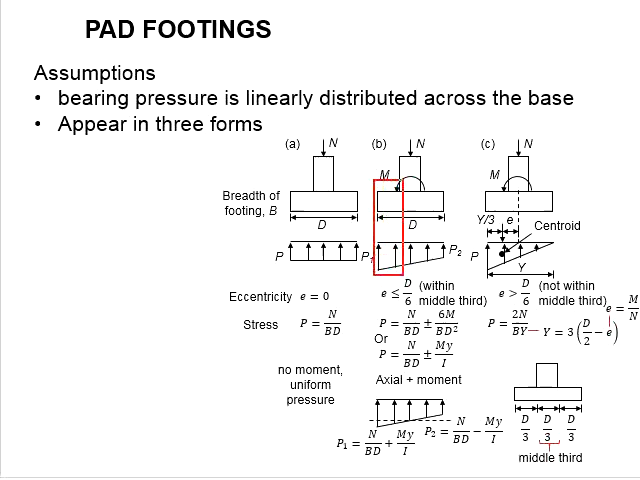 PAD FOOTINGS
Assumptions
• bearing pressure is linearly distributed across the base
• Appear in three forms
(a) N (b) N (c) N
M M
Breadth of
footing, B
D D Y/3 e Centroid
P P₁ P₂ P
Y
Eccentricity e = 0 e ≤ D/6 (within middle third) e > D/6 (not within middle third) e = M/N
Stress P = N/BD P = N/BD ± 6M/BD² P = 2N/BY Y = 3(D/2 − e)
Or
P = N/BD ± My/I
no moment,
uniform
pressure
Axial + moment
P₁ = N/BD + My/I P₂ = N/BD − My/I
D/3 D/3 D/3
middle third